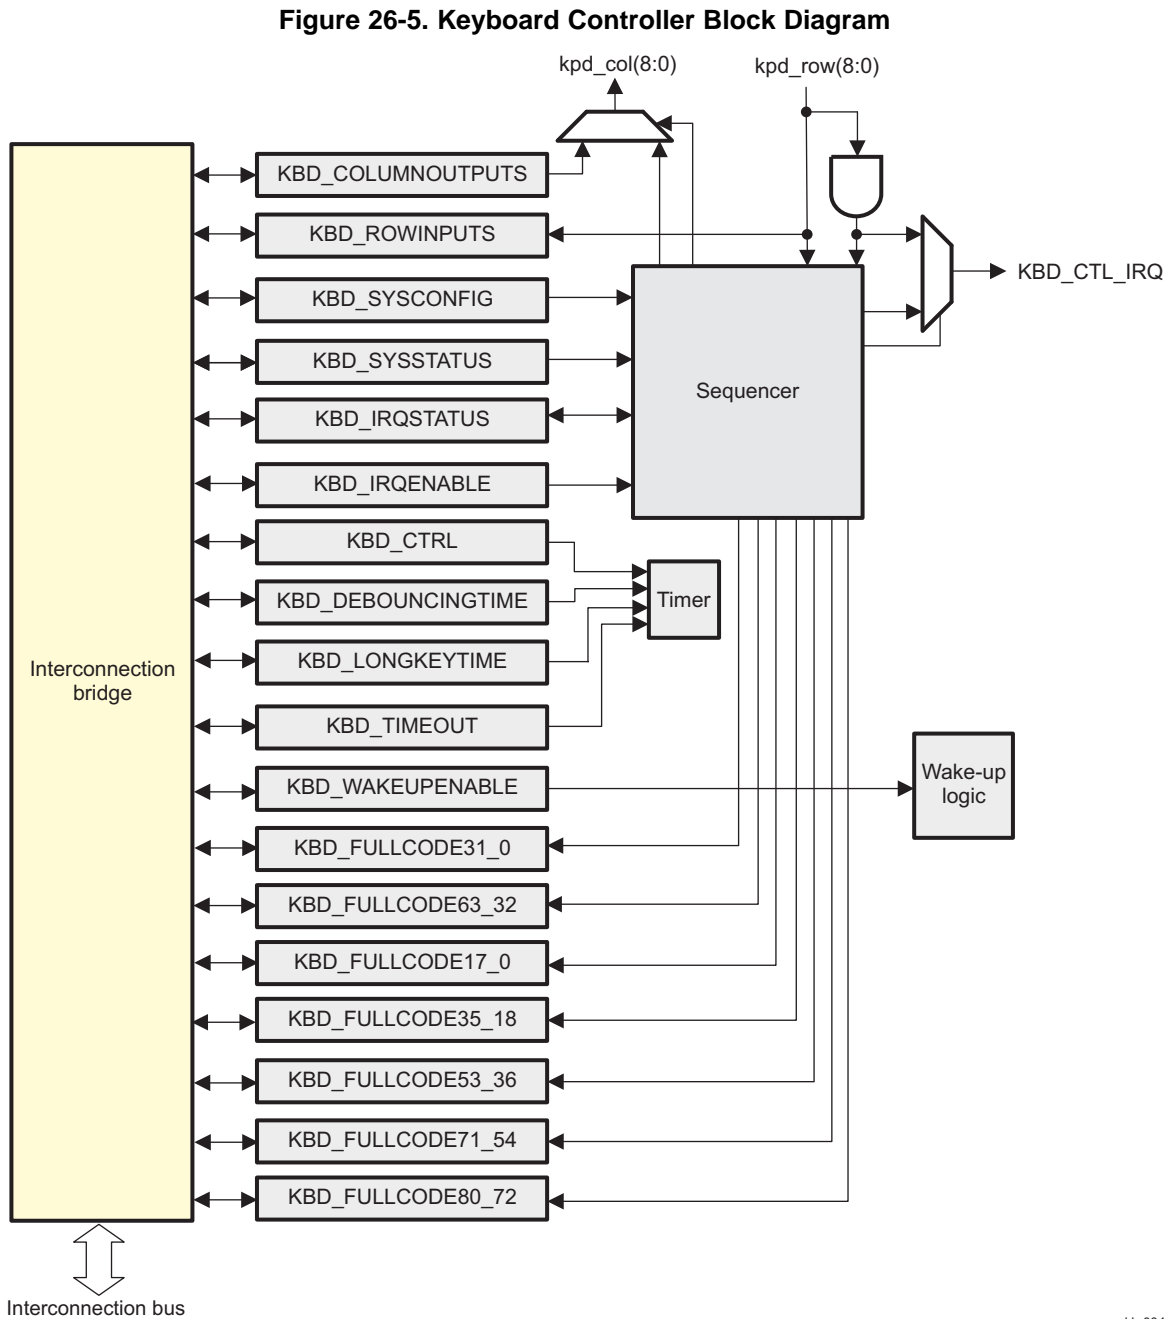 Figure 26-5. Keyboard Controller Block Diagram
kpd_col(8:0)
kpd_row(8:0)
KBD_COLUMNOUTPUTS
KBD_ROWINPUTS
KBD_CTL_IRQ
KBD_SYSCONFIG
KBD_SYSSTATUS
Sequencer
KBD_IRQSTATUS
KBD_IRQENABLE
KBD_CTRL
KBD_DEBOUNCINGTIME
Timer
KBD_LONGKEYTIME
Interconnection
bridge
KBD_TIMEOUT
KBD_WAKEUPENABLE
Wake-up
logic
KBD_FULLCODE31_0
KBD_FULLCODE63_32
KBD_FULLCODE17_0
KBD_FULLCODE35_18
KBD_FULLCODE53_36
KBD_FULLCODE71_54
KBD_FULLCODE80_72
Interconnection bus